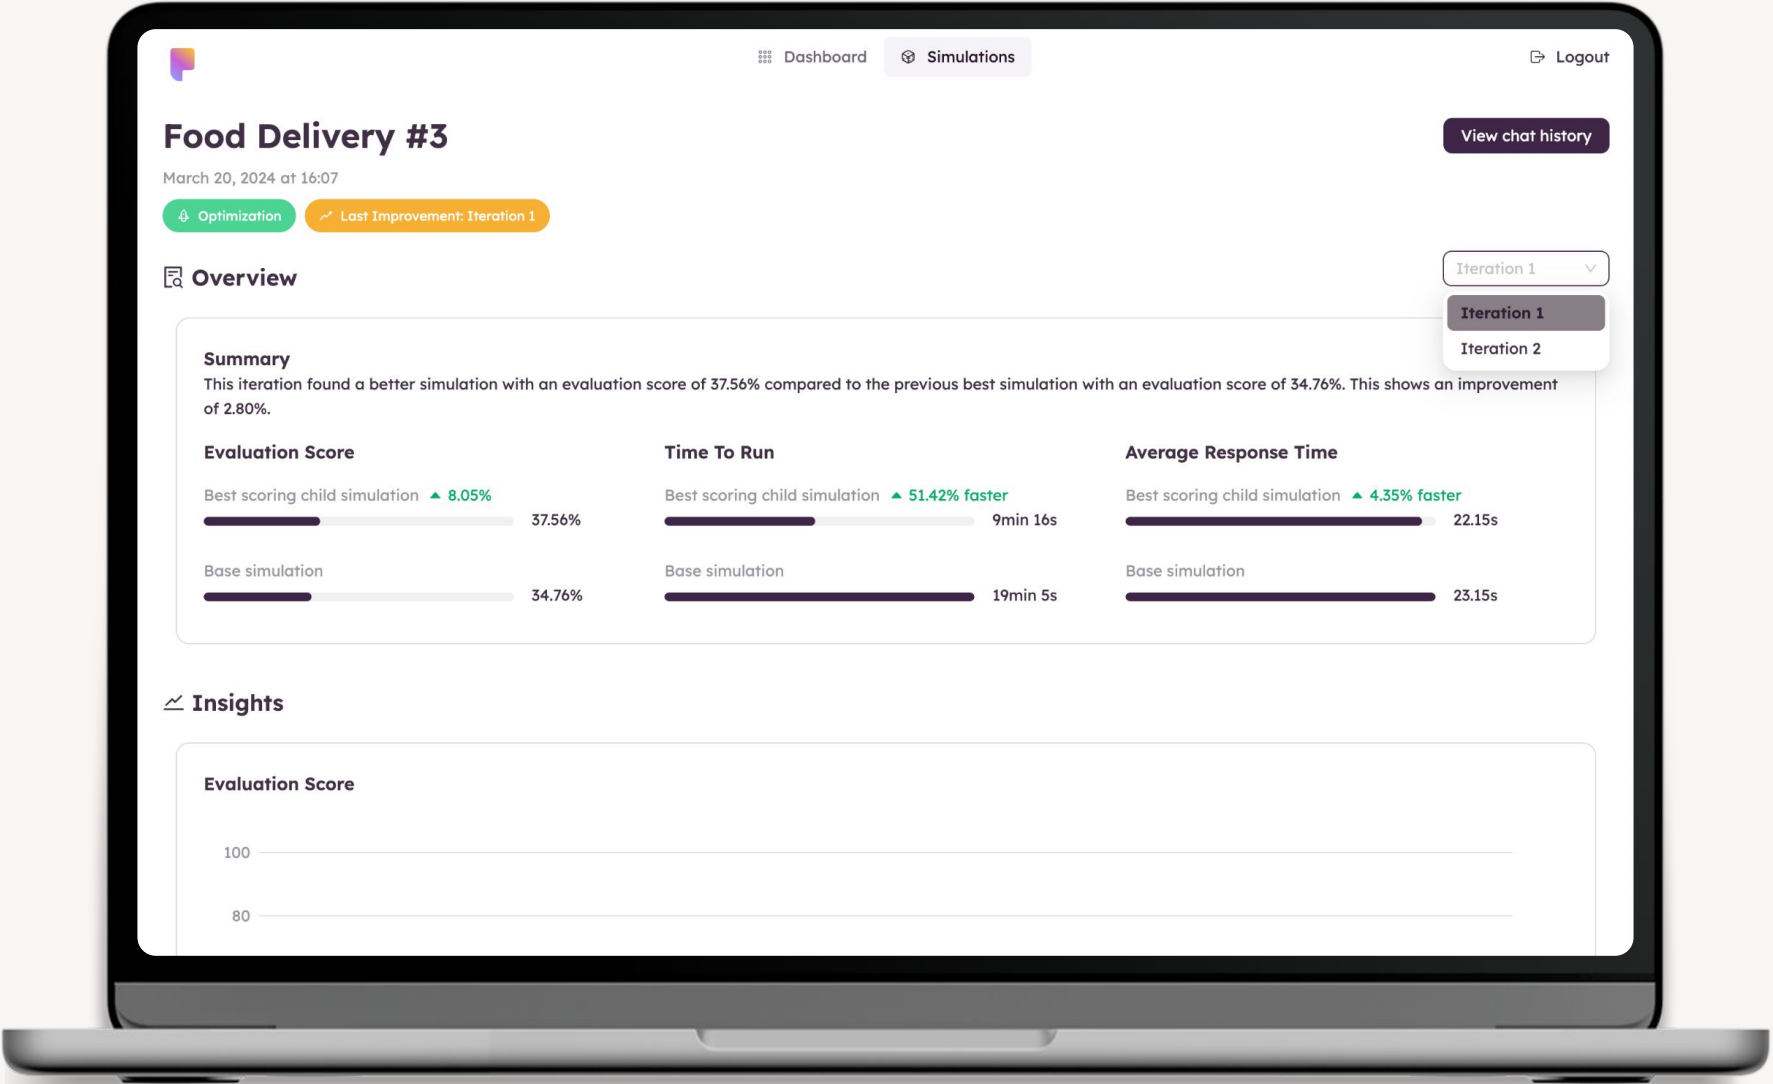 Dashboard
Simulations
Logout
Food Delivery #3
View chat history
March 20, 2024 at 16:07
Optimization
Last Improvement: Iteration 1
Overview
Iteration 1
Iteration 1
Iteration 2
Summary
This iteration found a better simulation with an evaluation score of 37.56% compared to the previous best simulation with an evaluation score of 34.76%. This shows an improvement
of 2.80%.
Evaluation Score
Best scoring child simulation 8.05%
37.56%
Base simulation
34.76%
Time To Run
Best scoring child simulation 51.42% faster
9min 16s
Base simulation
19min 5s
Average Response Time
Best scoring child simulation 4.35% faster
22.15s
Base simulation
23.15s
Insights
Evaluation Score
100
80